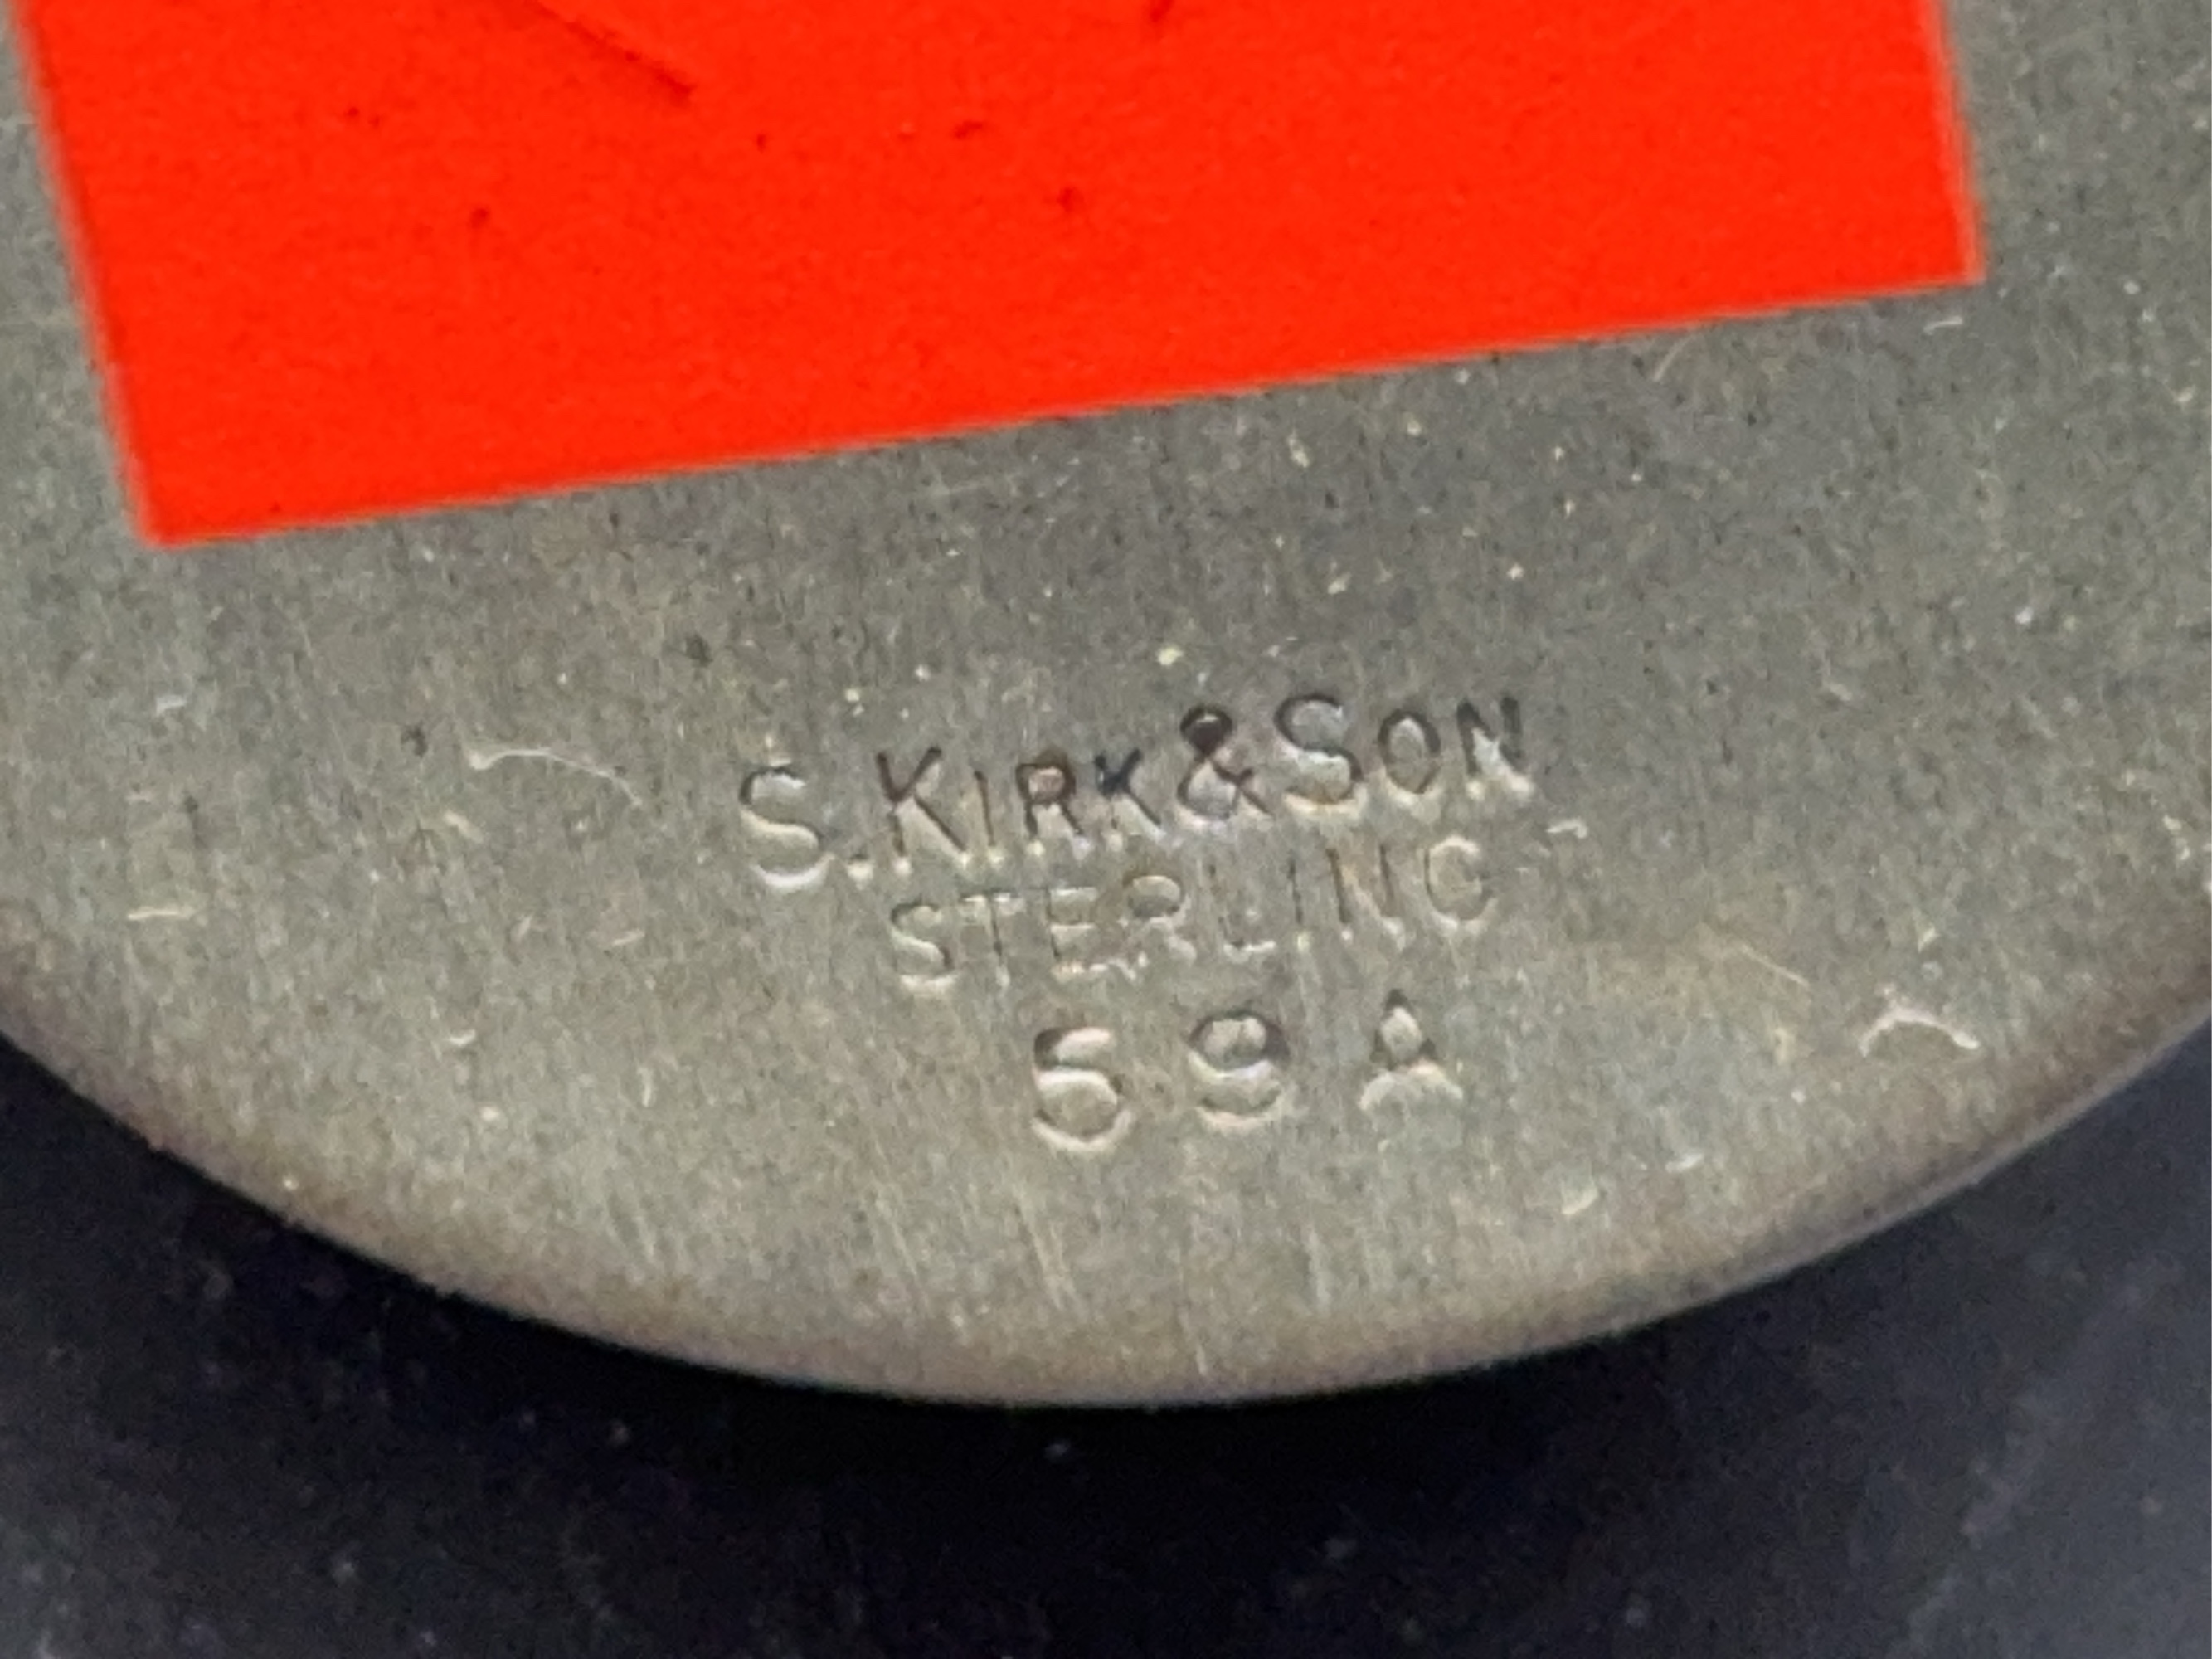 S. KIRK & SON
STERLING
69A